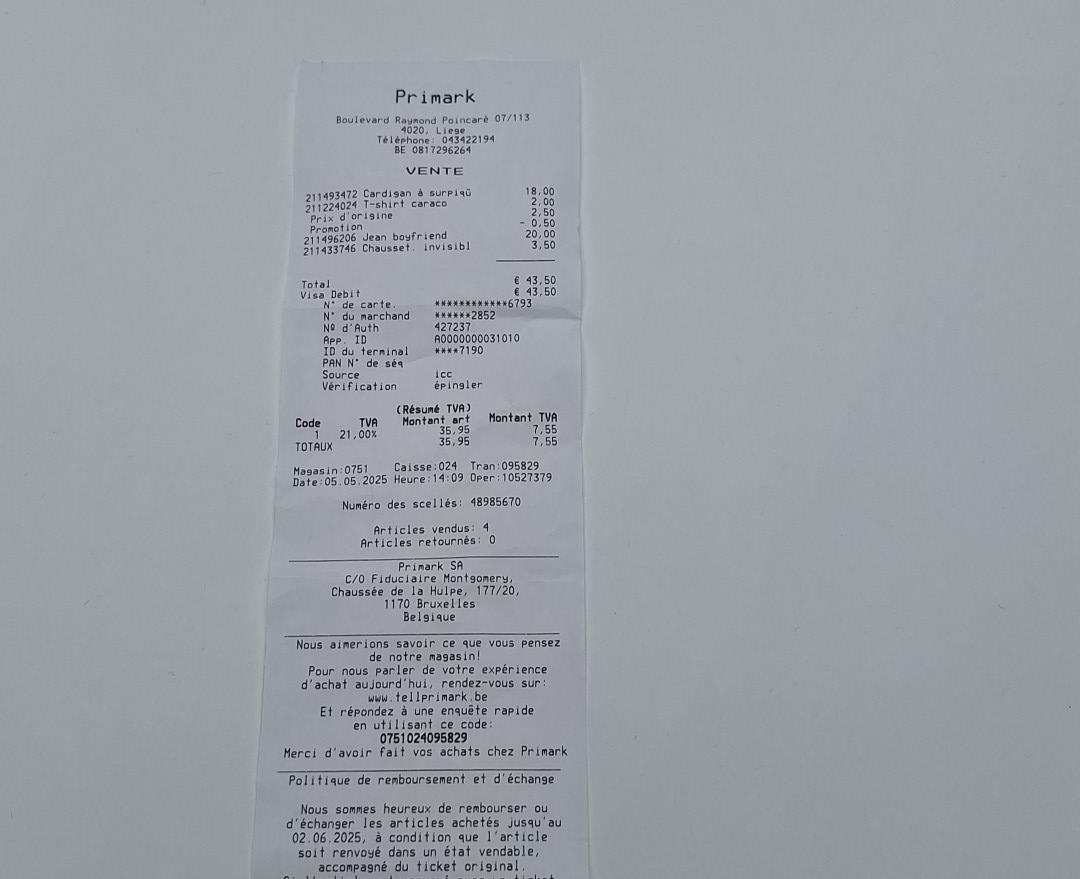 Primark
Boulevard Raymond Poincaré 07/113
4020, Liege
Téléphone: 043422194
BE 0817296264
VENTE
211493472 Cardigan à surpiqû 18,00
211224024 T-shirt caraco 2,00
Prix d'origine 2,50
Promotion - 0,50
211496206 Jean boyfriend 20,00
211433746 Chausset. invisibl 3,50
Total € 43,50
Visa Debit € 43,50
N° de carte. ************6793
N° du marchand ******2852
Nº d'Auth 427237
App. ID A0000000031010
ID du terminal ****7190
PAN N° de séq
Source icc
Vérification épingler
(Résumé TVA)
Code TVA Montant art Montant TVA
1 21,00% 35,95 7,55
TOTAUX 35,95 7,55
Magasin:0751 Caisse:024 Tran:095829
Date:05.05.2025 Heure:14:09 Oper:10527379
Numéro des scellés: 48985670
Articles vendus: 4
Articles retournés: 0
Primark SA
C/O Fiduciaire Montgomery,
Chaussée de la Hulpe, 177/20,
1170 Bruxelles
Belgique
Nous aimerions savoir ce que vous pensez
de notre magasin!
Pour nous parler de votre expérience
d'achat aujourd'hui, rendez-vous sur:
www.tellprimark.be
Et répondez à une enquête rapide
en utilisant ce code:
0751024095829
Merci d'avoir fait vos achats chez Primark
Politique de remboursement et d'échange
Nous sommes heureux de rembourser ou
d'échanger les articles achetés jusqu'au
02.06.2025, à condition que l'article
soit renvoyé dans un état vendable,
accompagné du ticket original.